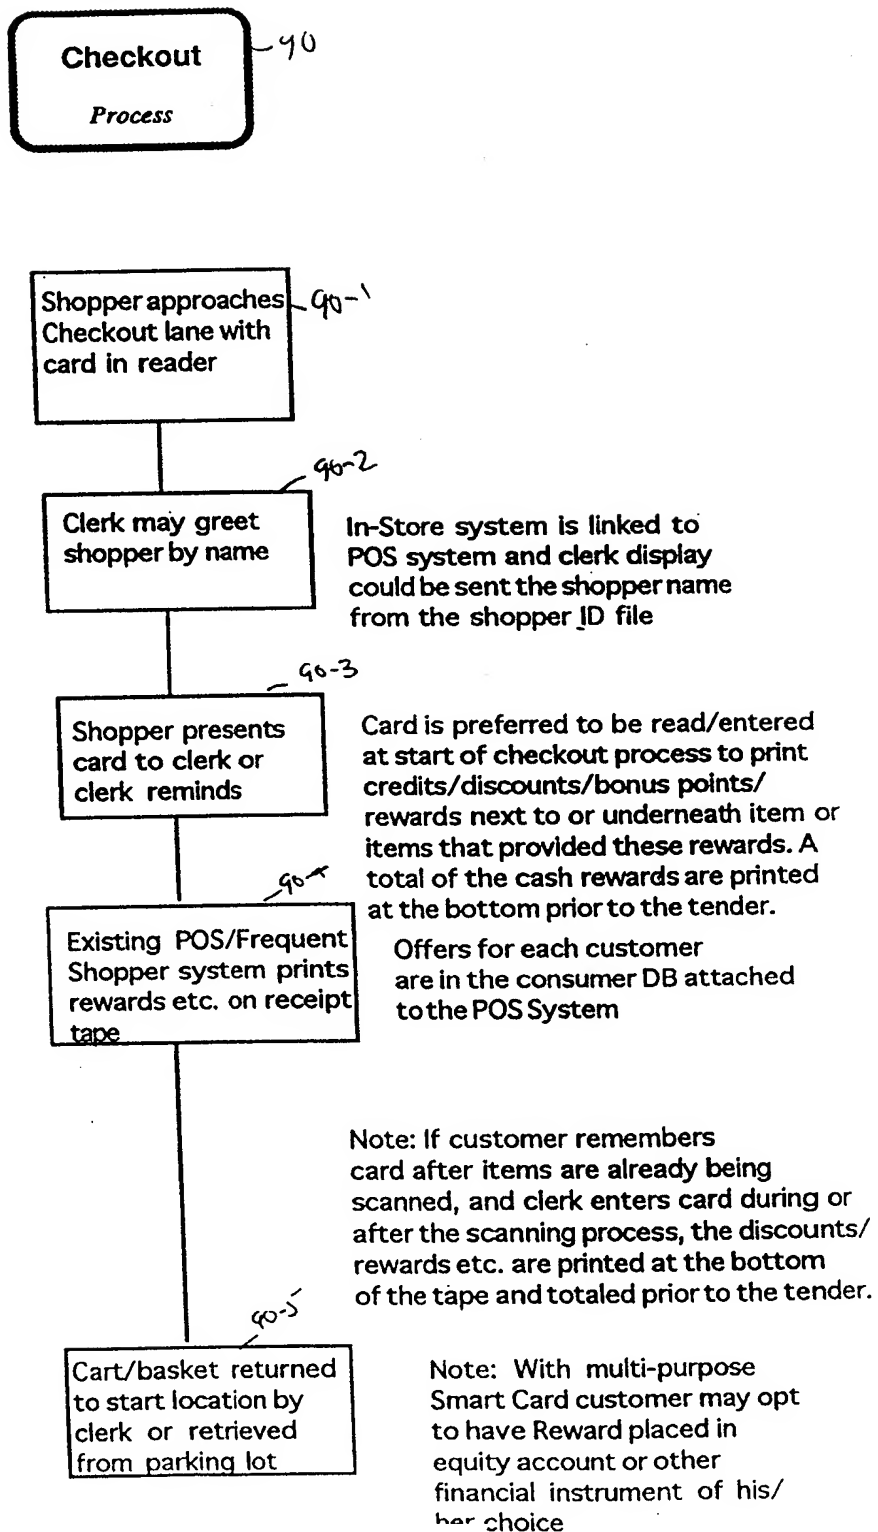 Checkout
90
Process
Shopper approaches
Checkout lane with
card in reader
90-1
90-2
Clerk may greet
shopper by name
In-Store system is linked to
POS system and clerk display
could be sent the shopper name
from the shopper ID file
90-3
Shopper presents
card to clerk or
clerk reminds
Card is preferred to be read/entered
at start of checkout process to print
credits/discounts/bonus points/
rewards next to or underneath item or
items that provided these rewards. A
total of the cash rewards are printed
at the bottom prior to the tender.
90-4
Existing POS/Frequent
Shopper system prints
rewards etc. on receipt
tape
Offers for each customer
are in the consumer DB attached
to the POS System
Note: If customer remembers
card after items are already being
scanned, and clerk enters card during or
after the scanning process, the discounts/
rewards etc. are printed at the bottom
of the tape and totaled prior to the tender.
90-5
Cart/basket returned
to start location by
clerk or retrieved
from parking lot
Note: With multi-purpose
Smart Card customer may opt
to have Reward placed in
equity account or other
financial instrument of his/
her choice